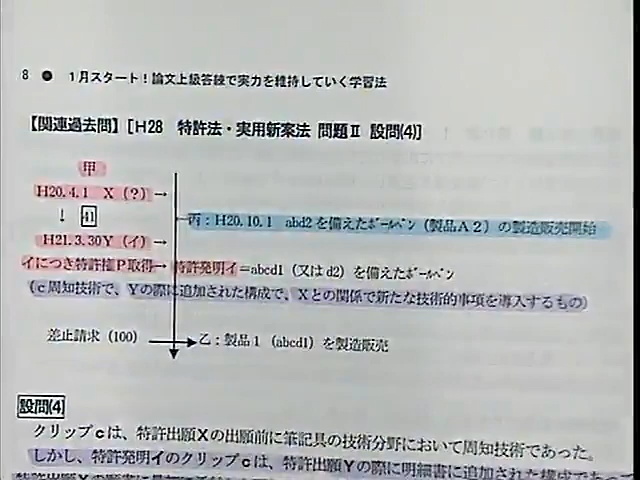 8 ● 1月スタート！論文上級答練で実力を維持していく学習法
【関連過去問】［H28 特許法・実用新案法 問題Ⅱ 設問(4)］
甲
H20.4.1 X（？）→
↓ 41
丙：H20.10.1 abd2を備えたﾎﾞｰﾙﾍﾟﾝ（製品A2）の製造販売開始
H21.3.30Y（イ）→
イにつき特許権P取得→ 特許発明イ＝abcd1（又はd2）を備えたﾎﾞｰﾙﾍﾟﾝ
（c周知技術で、Yの際に追加された構成で、Xとの関係で新たな技術的事項を導入するもの）
差止請求（100） → 乙：製品1（abcd1）を製造販売
設問(4)
クリップcは、特許出願Xの出願前に筆記具の技術分野において周知技術であった。
しかし、特許発明イのクリップcは、特許出願Yの際に明細書に追加された構成であって